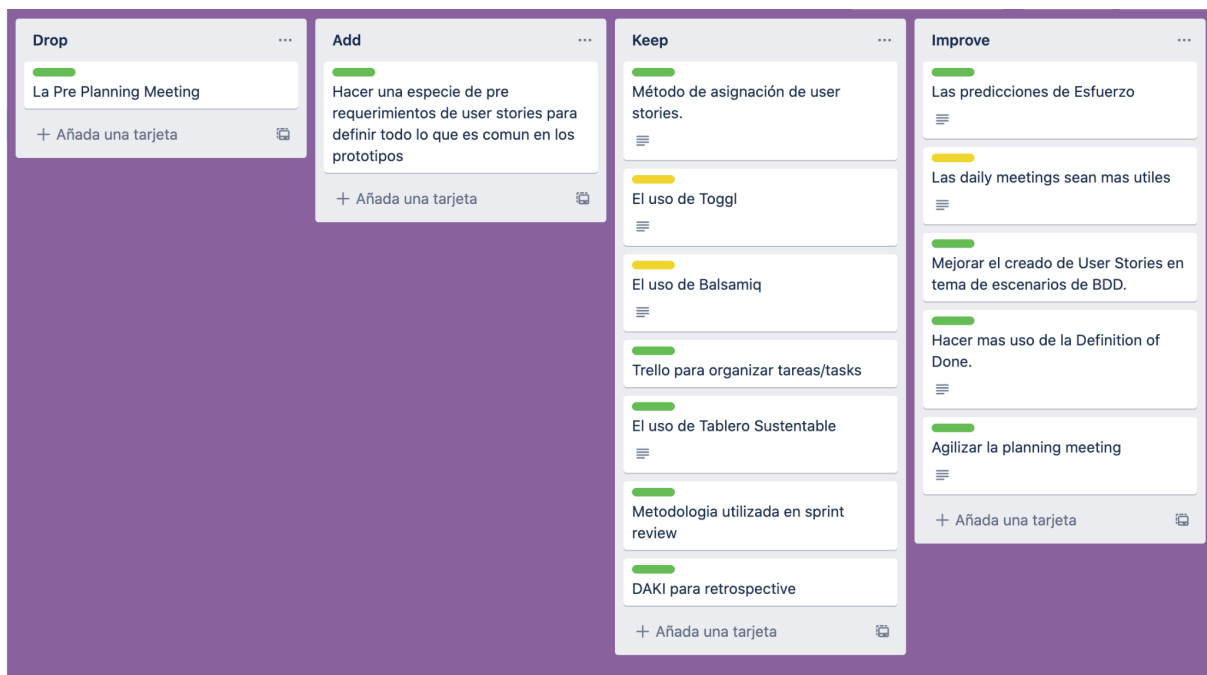 Drop
La Pre Planning Meeting
Añada una tarjeta
Add
Hacer una especie de pre
requerimientos de user stories para
definir todo lo que es comun en los
prototipos
Añada una tarjeta
Keep
Método de asignación de user
stories.
El uso de Toggl
El uso de Balsamiq
Trello para organizar tareas/tasks
El uso de Tablero Sustentable
Metodologia utilizada en sprint
review
DAKI para retrospective
Añada una tarjeta
Improve
Las predicciones de Esfuerzo
Las daily meetings sean mas utiles
Mejorar el creado de User Stories en
tema de escenarios de BDD.
Hacer mas uso de la Definition of
Done.
Agilizar la planning meeting
Añada una tarjeta